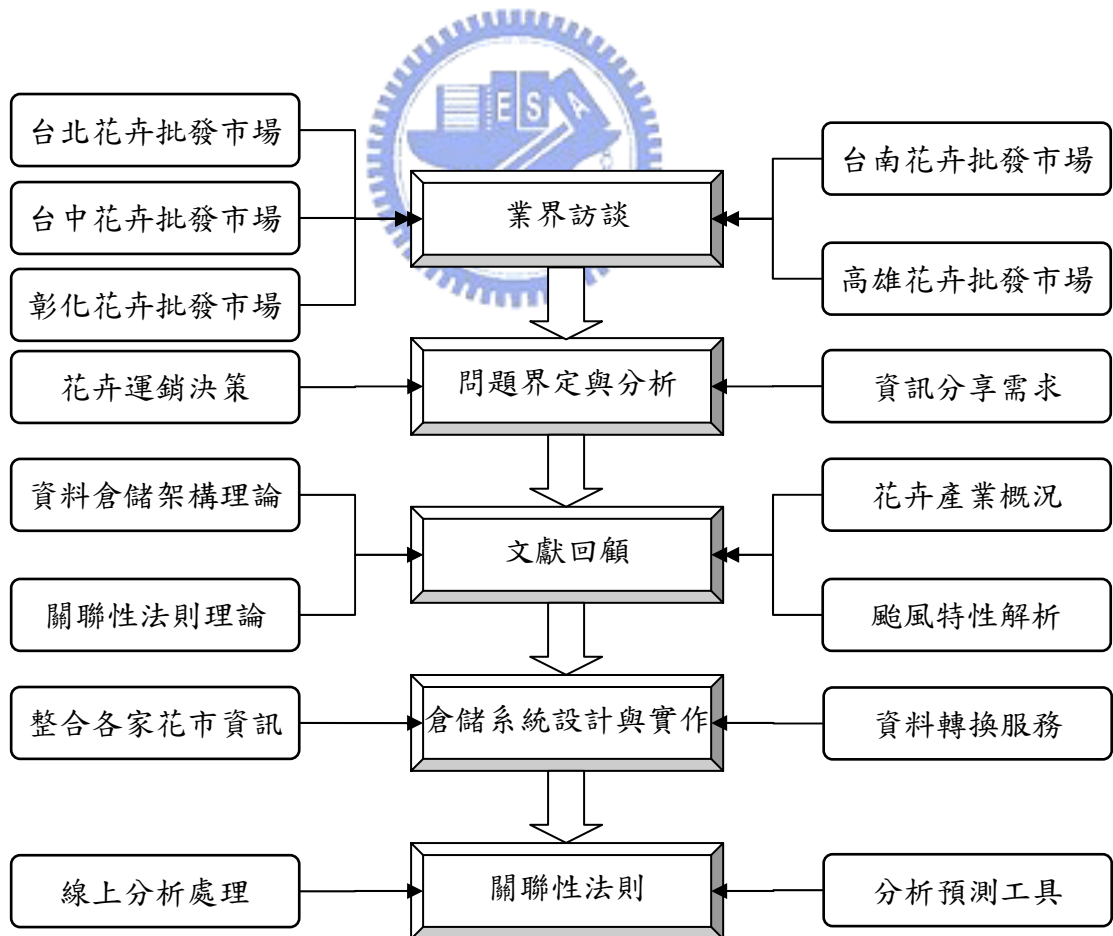 ESA
台北花卉批發市場
台中花卉批發市場
彰化花卉批發市場
業界訪談
台南花卉批發市場
高雄花卉批發市場
花卉運銷決策
問題界定與分析
資訊分享需求
資料倉儲架構理論
關聯性法則理論
文獻回顧
花卉產業概況
颱風特性解析
整合各家花市資訊
倉儲系統設計與實作
資料轉換服務
線上分析處理
關聯性法則
分析預測工具